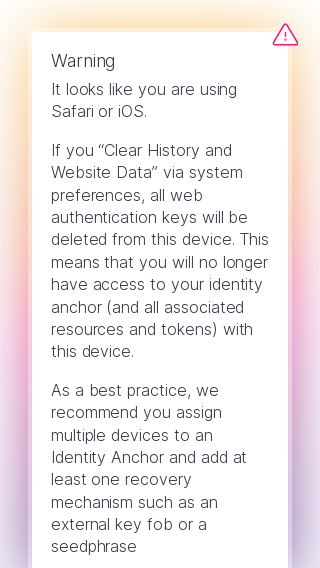 Warning
It looks like you are using
Safari or iOS.
If you “Clear History and
Website Data” via system
preferences, all web
authentication keys will be
deleted from this device. This
means that you will no longer
have access to your identity
anchor (and all associated
resources and tokens) with
this device.
As a best practice, we
recommend you assign
multiple devices to an
Identity Anchor and add at
least one recovery
mechanism such as an
external key fob or a
seedphrase